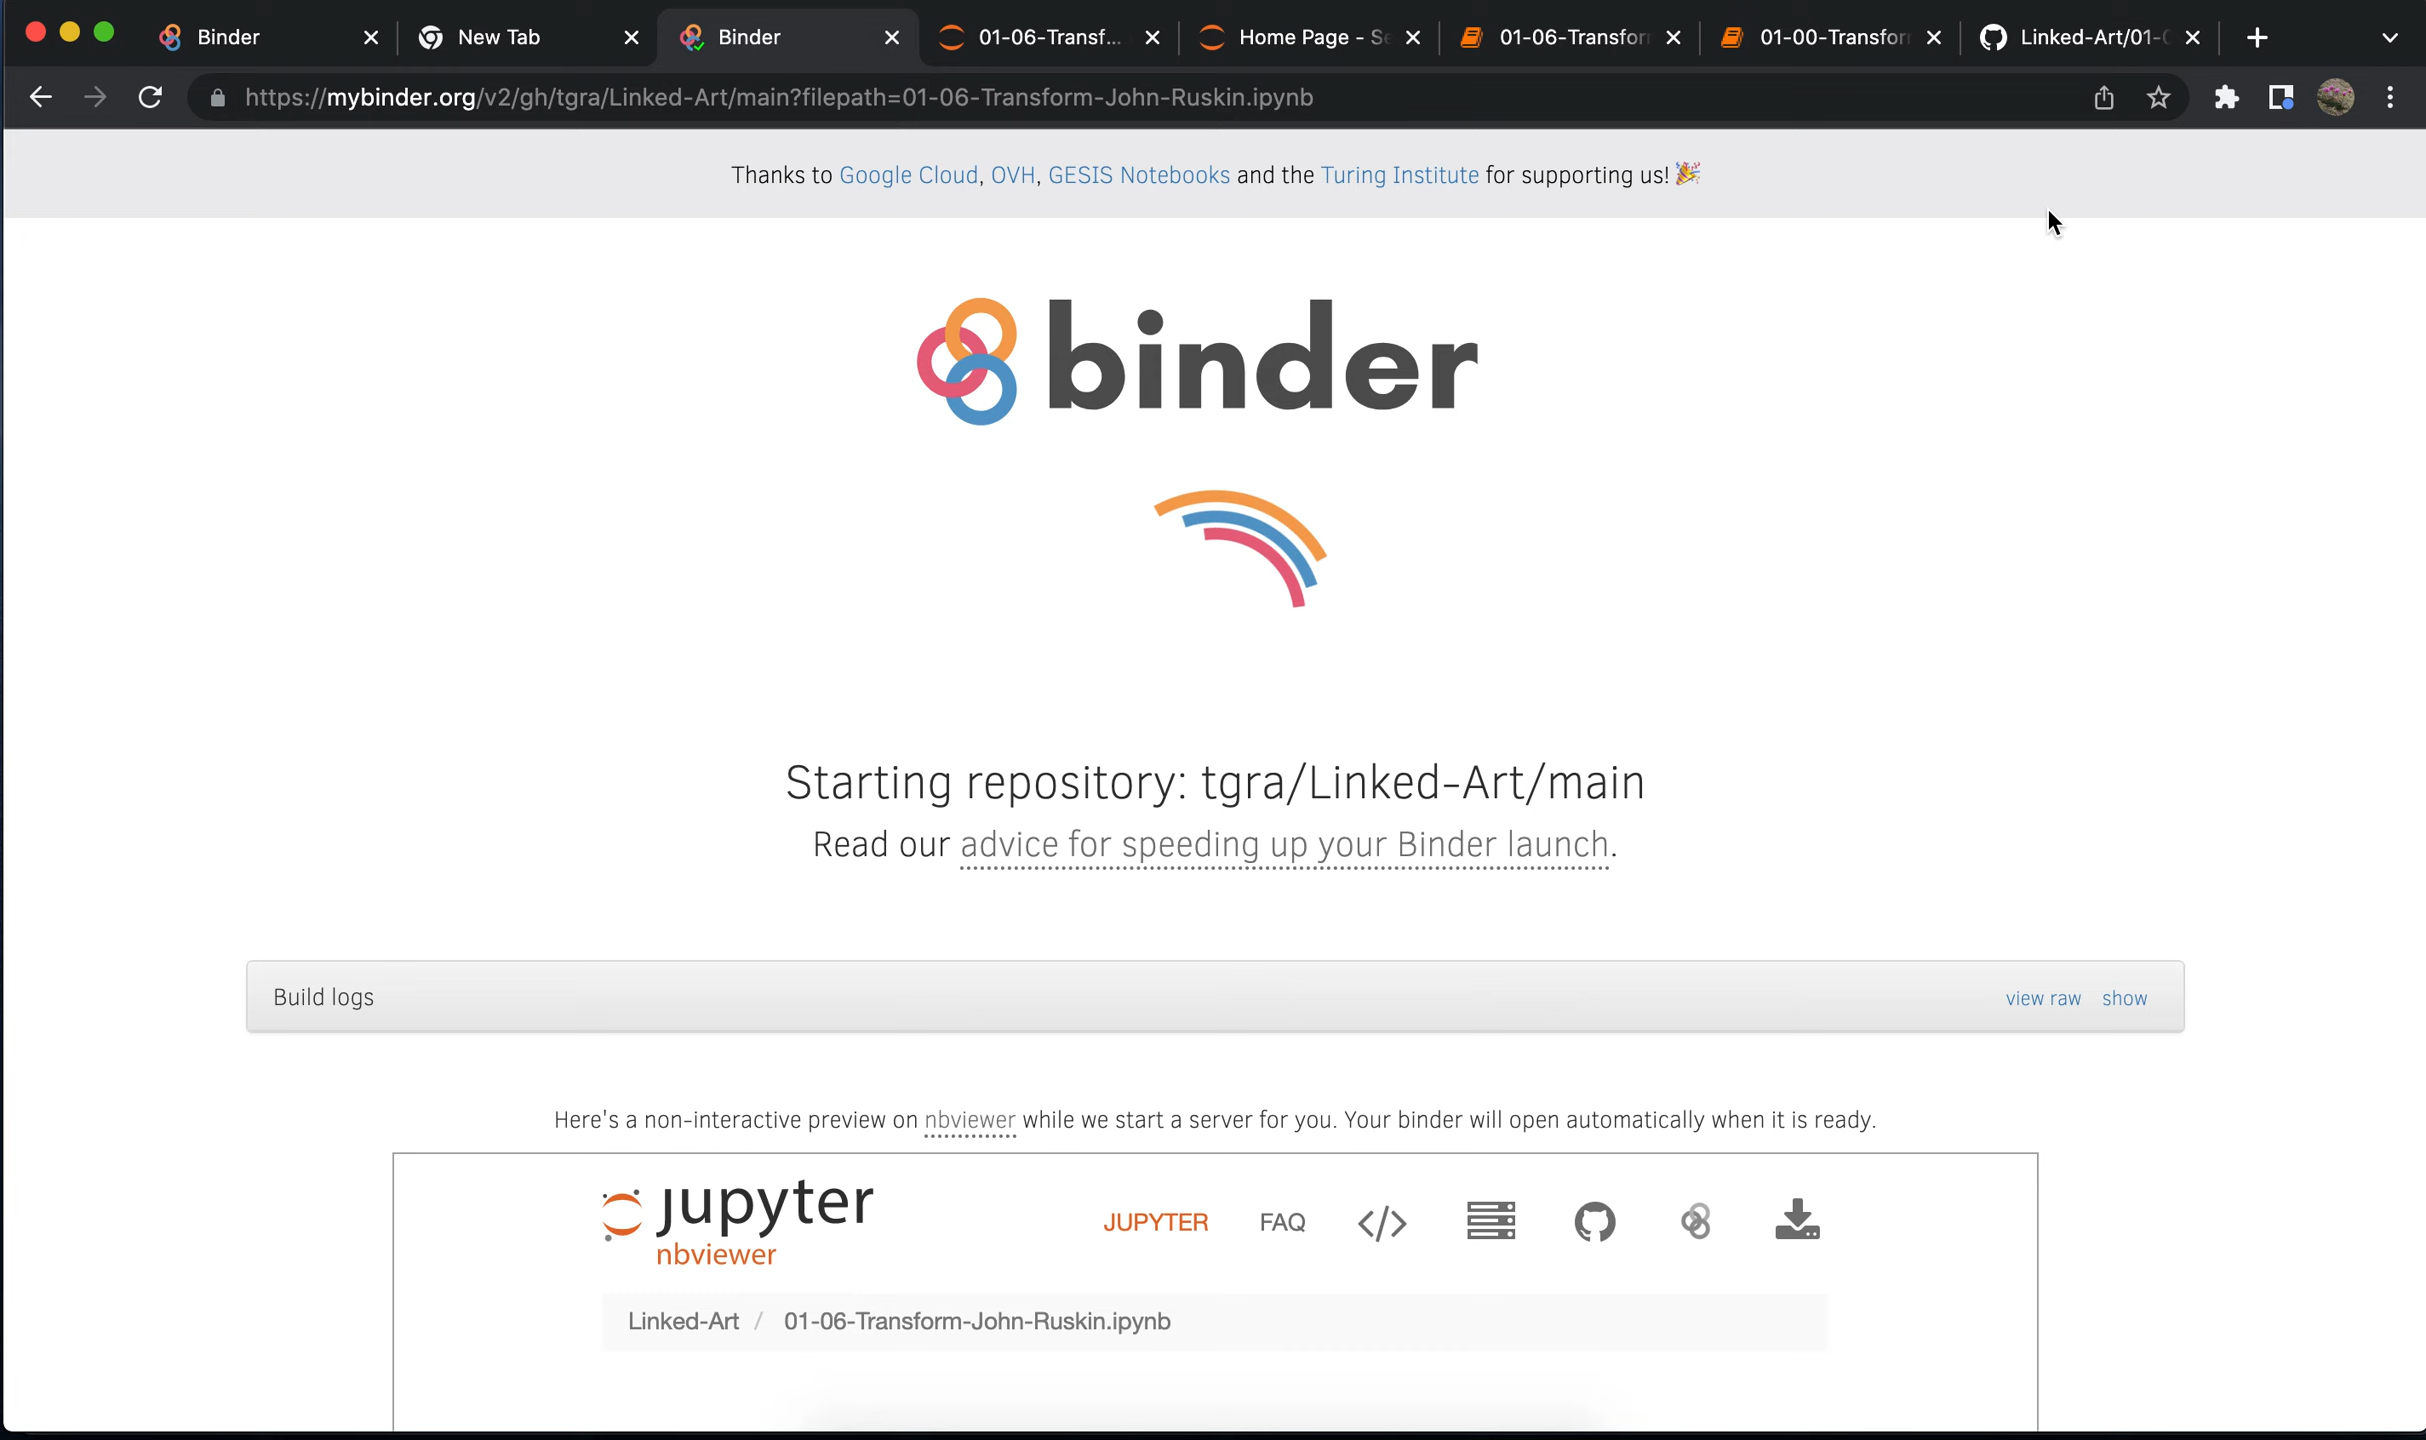 Binder
New Tab
Binder
01-06-Transf...
Home Page - Se
01-06-Transfor
01-00-Transfor
Linked-Art/01-0
https://mybinder.org/v2/gh/tgra/Linked-Art/main?filepath=01-06-Transform-John-Ruskin.ipynb
Thanks to Google Cloud, OVH, GESIS Notebooks and the Turing Institute for supporting us! 🎉
binder
Starting repository: tgra/Linked-Art/main
Read our advice for speeding up your Binder launch.
Build logs
view raw show
Here's a non-interactive preview on nbviewer while we start a server for you. Your binder will open automatically when it is ready.
jupyter
nbviewer
JUPYTER FAQ </>
Linked-Art / 01-06-Transform-John-Ruskin.ipynb